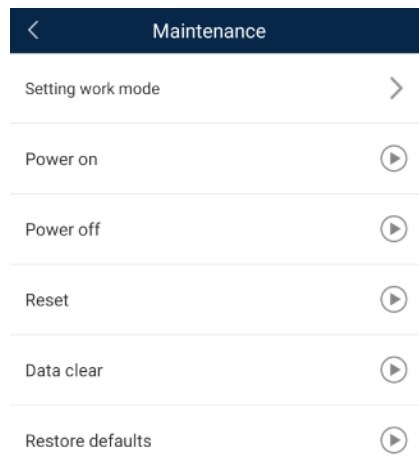 Maintenance
Setting work mode
Power on
Power off
Reset
Data clear
Restore defaults